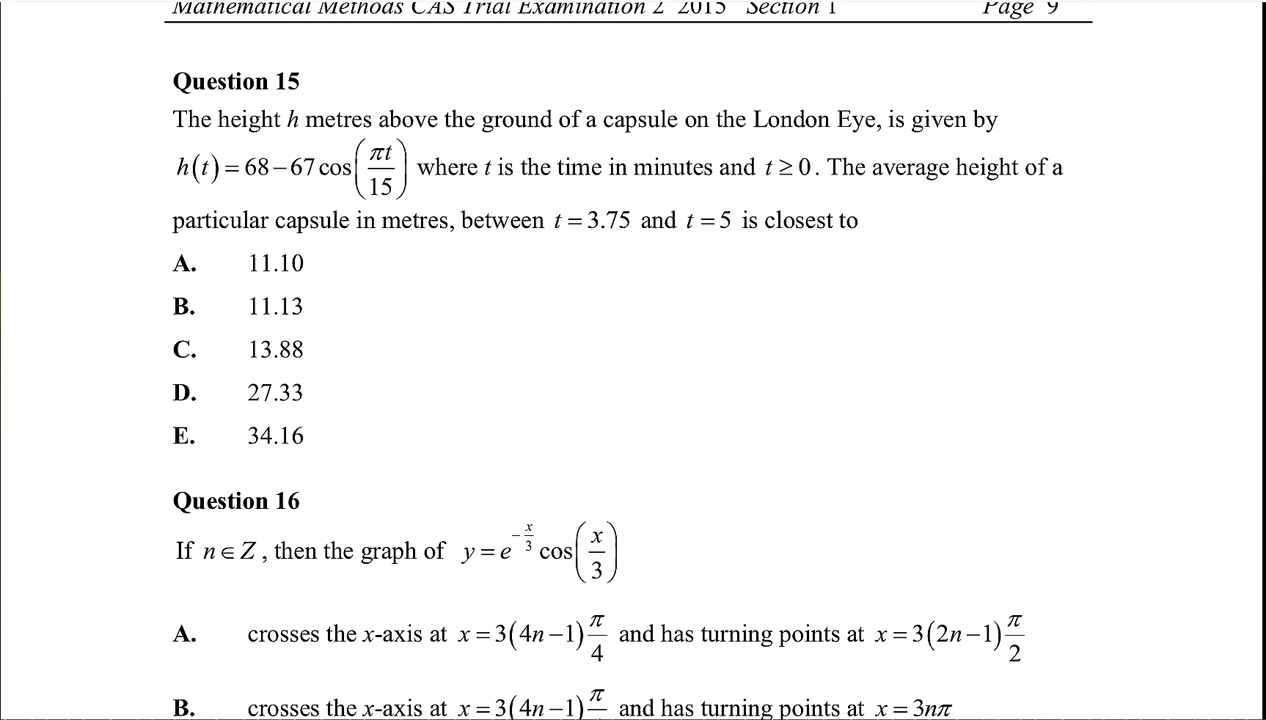 Mathematical Methods CAS Trial Examination 2 2015 Section 1 Page 9
Question 15
The height h metres above the ground of a capsule on the London Eye, is given by
h(t) = 68 − 67 cos(πt/15) where t is the time in minutes and t ≥ 0. The average height of a
particular capsule in metres, between t = 3.75 and t = 5 is closest to
A. 11.10
B. 11.13
C. 13.88
D. 27.33
E. 34.16
Question 16
If n ∈ Z, then the graph of y = e^(−x/3) cos(x/3)
A. crosses the x-axis at x = 3(4n − 1)π/4 and has turning points at x = 3(2n − 1)π/2
B. crosses the x-axis at x = 3(4n − 1)π and has turning points at x = 3nπ